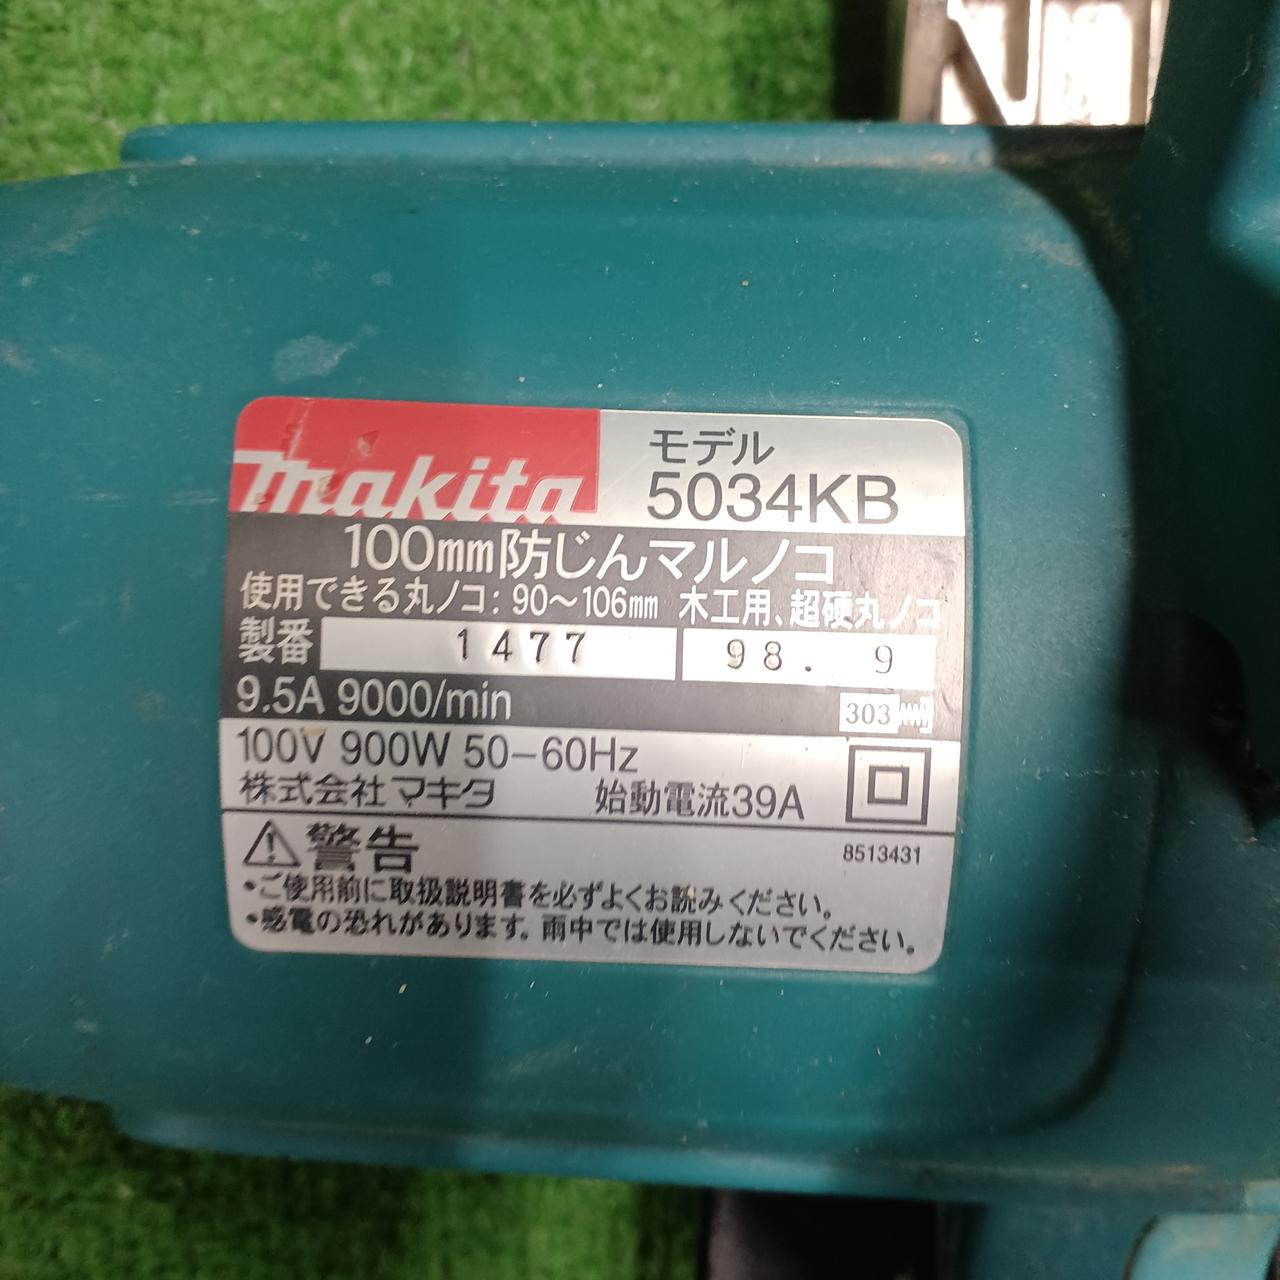 makita
モデル
5034KB
100mm防じんマルノコ
使用できる丸ノコ: 90〜106mm 木工用、超硬丸ノコ
製番 1477 98. 9
9.5A 9000/min 303
100V 900W 50-60Hz
株式会社マキタ 始動電流39A
警告 8513431
•ご使用前に取扱説明書を必ずよくお読みください。
•感電の恐れがあります。雨中では使用しないでください。